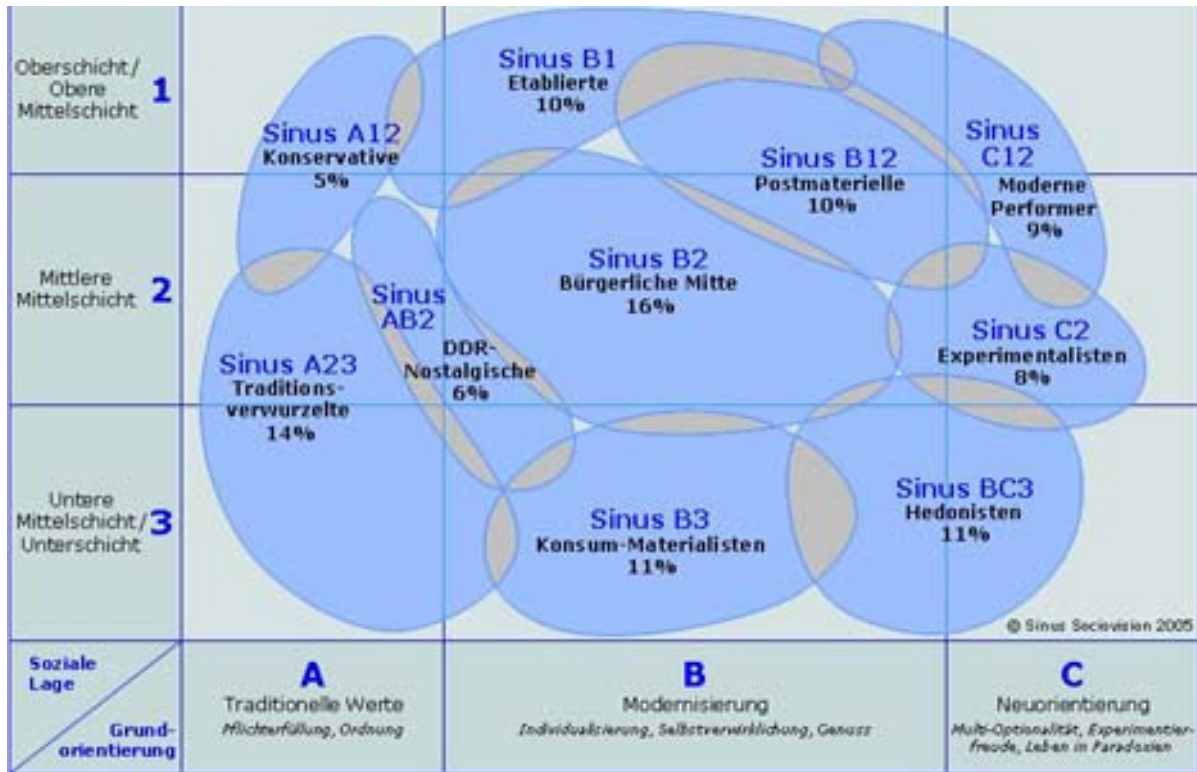 Oberschicht /
Obere
Mittelschicht
1
Sinus B1
Etablierte
10%
Sinus A12
Konservative
5%
Sinus B12
Postmaterielle
10%
Sinus
C12
Moderne
Performer
9%
Mittlere
Mittelschicht
2
Sinus B2
Bürgerliche Mitte
16%
Sinus
AB2
DDR-
Nostalgische
6%
Sinus A23
Traditions-
verwurzelte
14%
Sinus C2
Experimentalisten
8%
Untere
Mittelschicht /
Unterschicht
3
Sinus B3
Konsum-Materialisten
11%
Sinus BC3
Hedonisten
11%
© Sinus Sociovision 2005
Soziale
Lage
Grund-
orientierung
A
Traditionelle Werte
Pflichterfüllung, Ordnung
B
Modernisierung
Individualisierung, Selbstverwirklichung, Genuss
C
Neuorientierung
Multi-Optionalität, Experimentier-
freude, Leben in Paradoxien